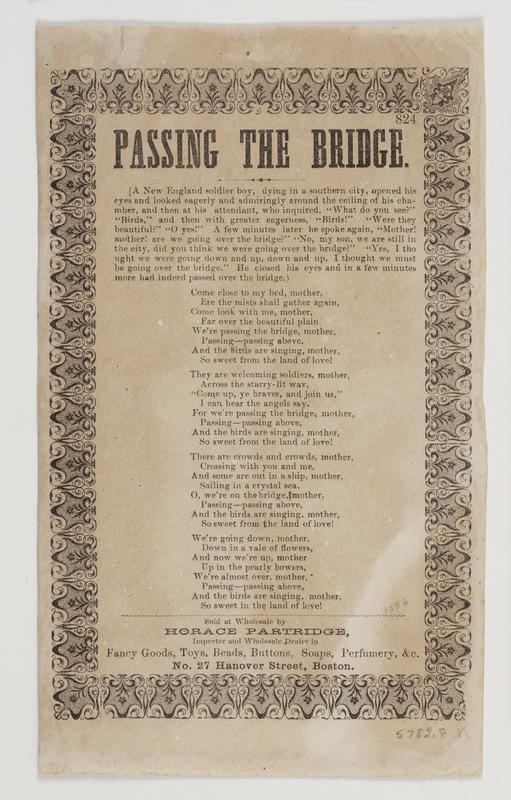 824
PASSING THE BRIDGE.
[A New England soldier boy, dying in a southern city, opened his
eyes and looked eagerly and admiringly around the ceiling of his cha-
mber, and then at his attendant, who inquired, "What do you see?"
"Birds," and then with greater eagerness, "Birds!" "Were they
beautiful?" "O yes!" A few minutes later he spoke again, "Mother!
mother! are we going over the bridge?" "No, my son, we are still in
the city, did you think we were going over the bridge?" "Yes, I tho
ught we were going down and up, down and up, I thought we must
be going over the bridge." He closed his eyes and in a few minutes
more had indeed passed over the bridge.)
Come close to my bed, mother,
Ere the mists shall gather again,
Come look with me, mother,
Far over the beautiful plain
We're passing the bridge, mother,
Passing—passing above,
And the birds are singing, mother,
So sweet from the land of love!
They are welcoming soldiers, mother,
Across the starry-lit way,
"Come up, ye braves, and join us,"
I can hear the angels say.
For we're passing the bridge, mother,
Passing—passing above,
And the birds are singing, mother,
So sweet from the land of love!
There are crowds and crowds, mother,
Crossing with you and me,
And some are out in a ship, mother,
Sailing in a crystal sea,
O, we're on the bridge, mother,
Passing—passing above,
And the birds are singing, mother,
So sweet from the land of love!
We're going down, mother,
Down in a vale of flowers,
And now we're up, mother
Up in the pearly bowers,
We're almost over, mother,
Passing—passing above,
And the birds are singing, mother,
So sweet in the land of love!
Sold at Wholesale by
HORACE PARTRIDGE,
Importer and Wholesale Dealer in
Fancy Goods, Toys, Beads, Buttons, Soaps, Perfumery, &c.
No. 27 Hanover Street, Boston.
5782.F